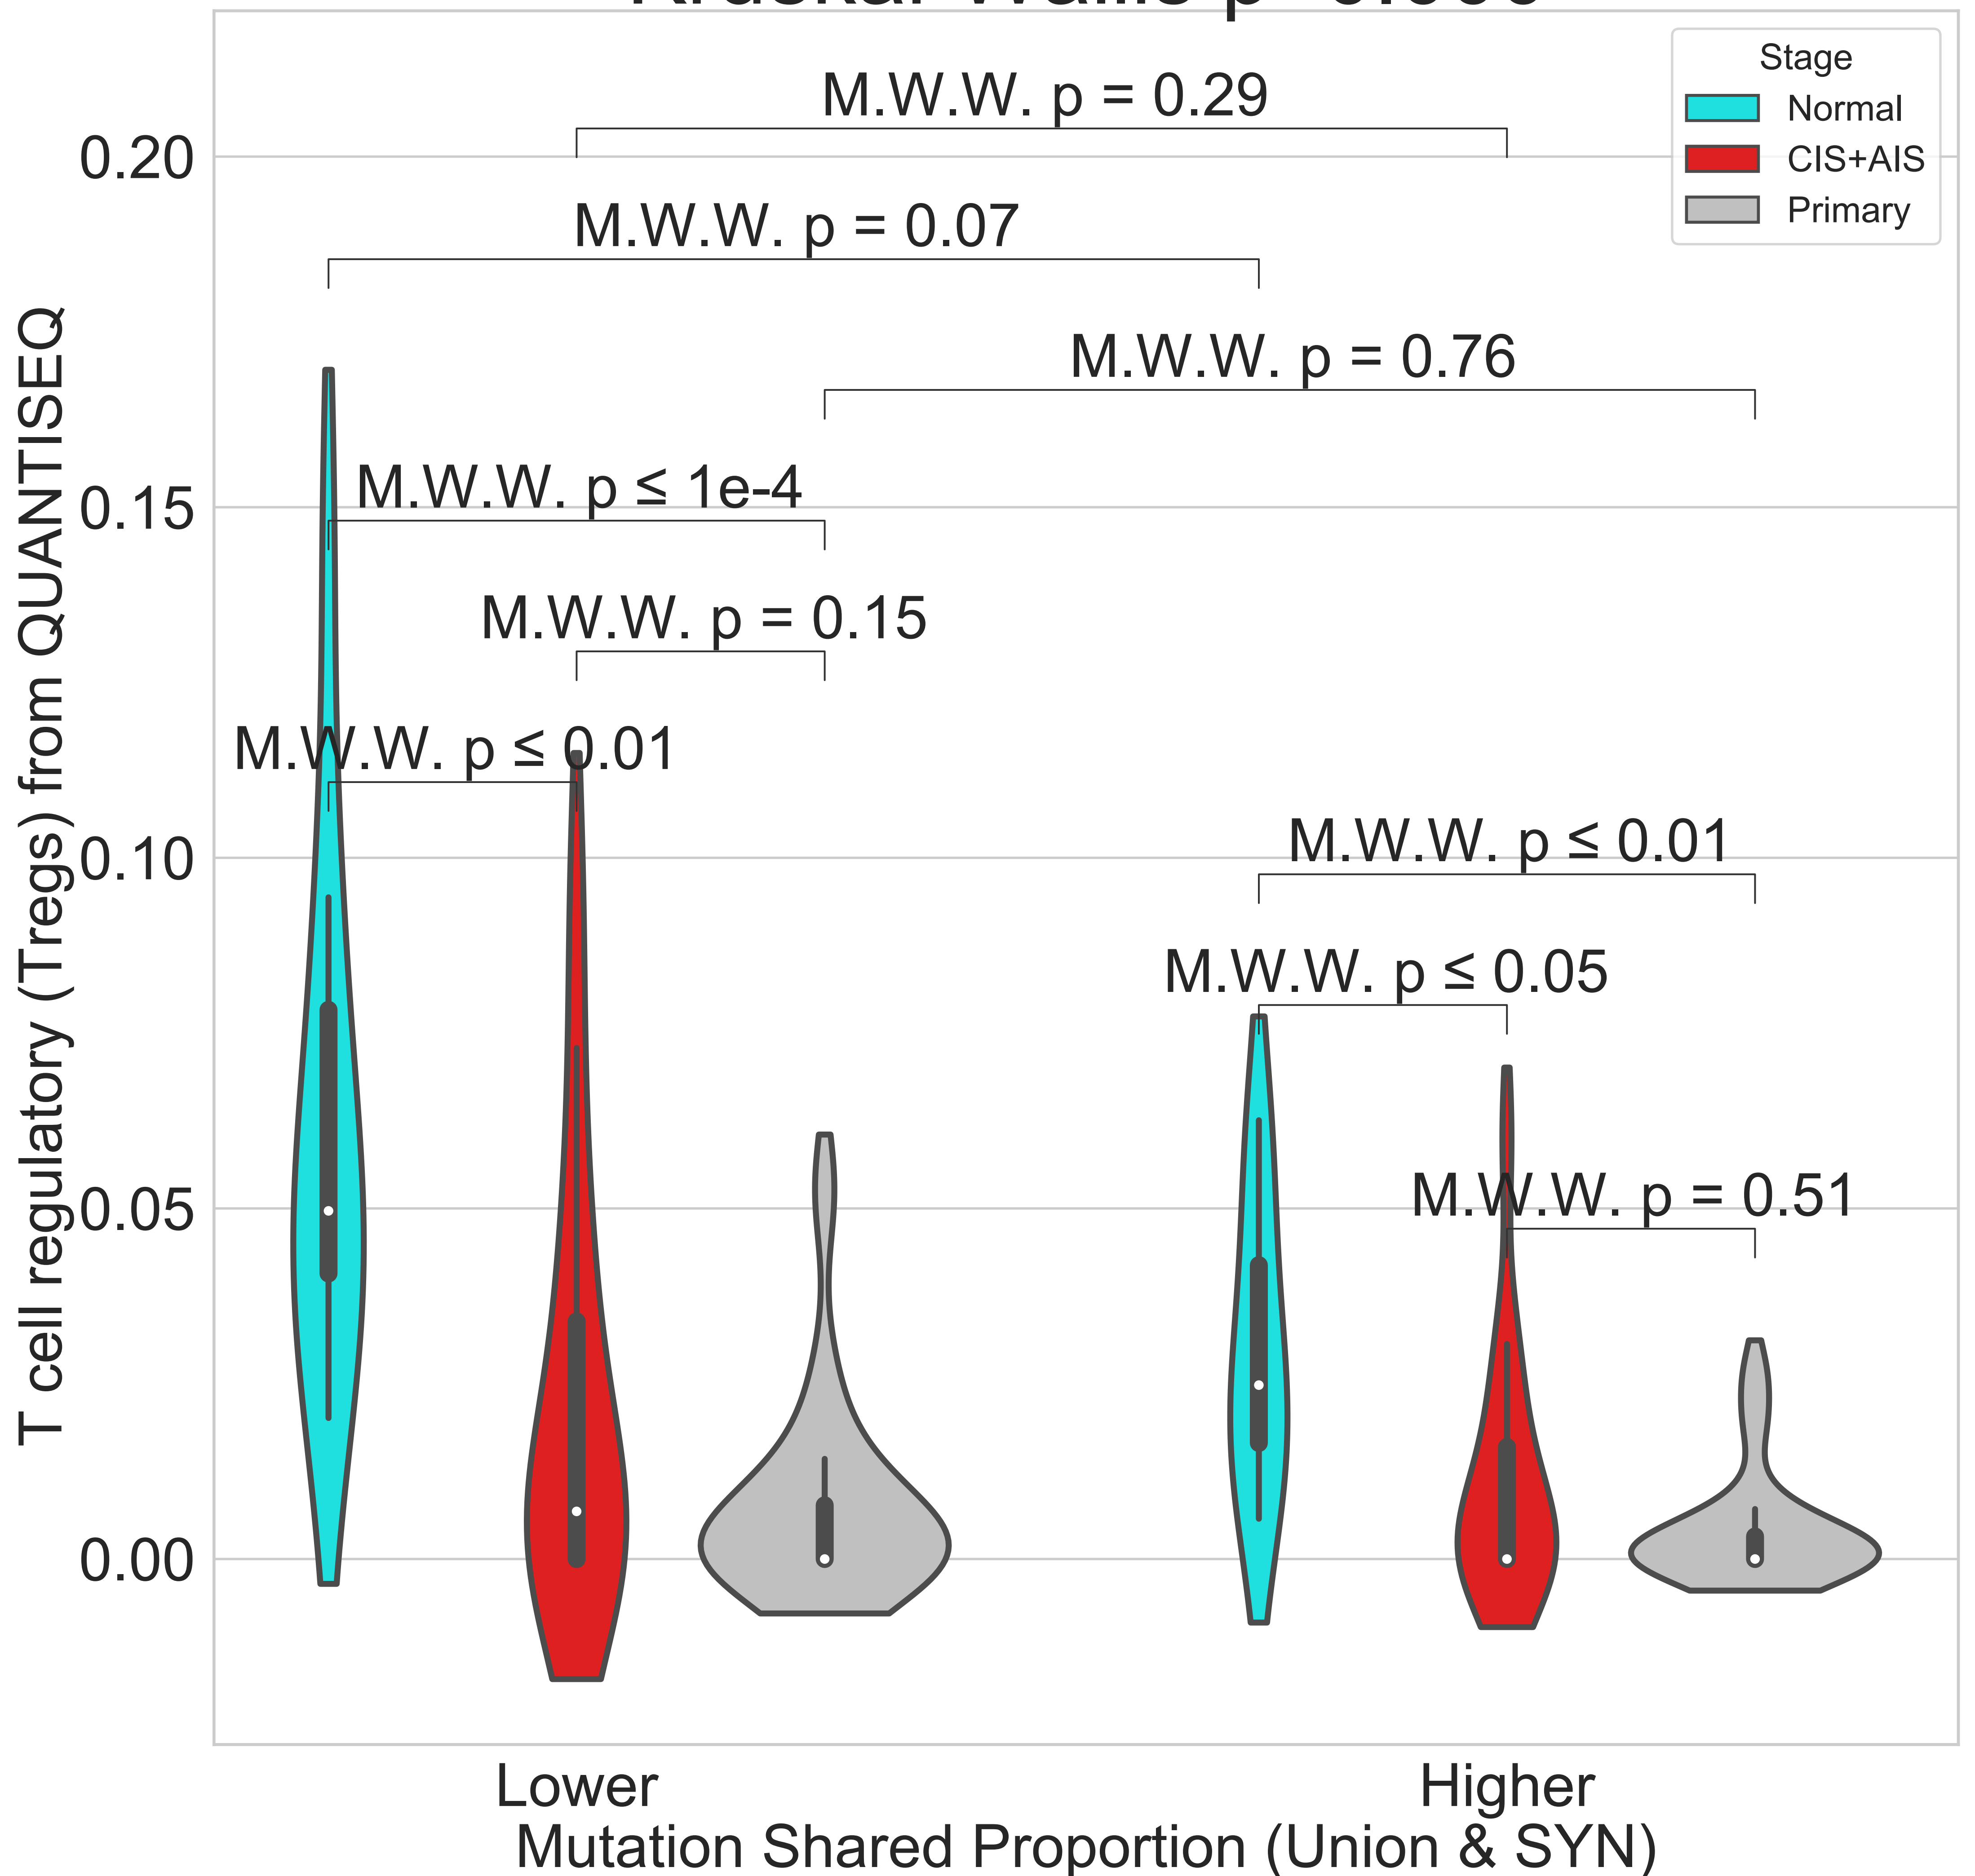 Stage
Normal
CIS+AIS
Primary
M.W.W. p = 0.29
M.W.W. p = 0.07
M.W.W. p = 0.76
M.W.W. p ≤ 1e-4
M.W.W. p = 0.15
M.W.W. p ≤ 0.01
M.W.W. p ≤ 0.01
M.W.W. p ≤ 0.05
M.W.W. p = 0.51
0.20
0.15
0.10
0.05
0.00
T cell regulatory (Tregs) from QUANTISEQ
Lower
Higher
Mutation Shared Proportion (Union & SYN)